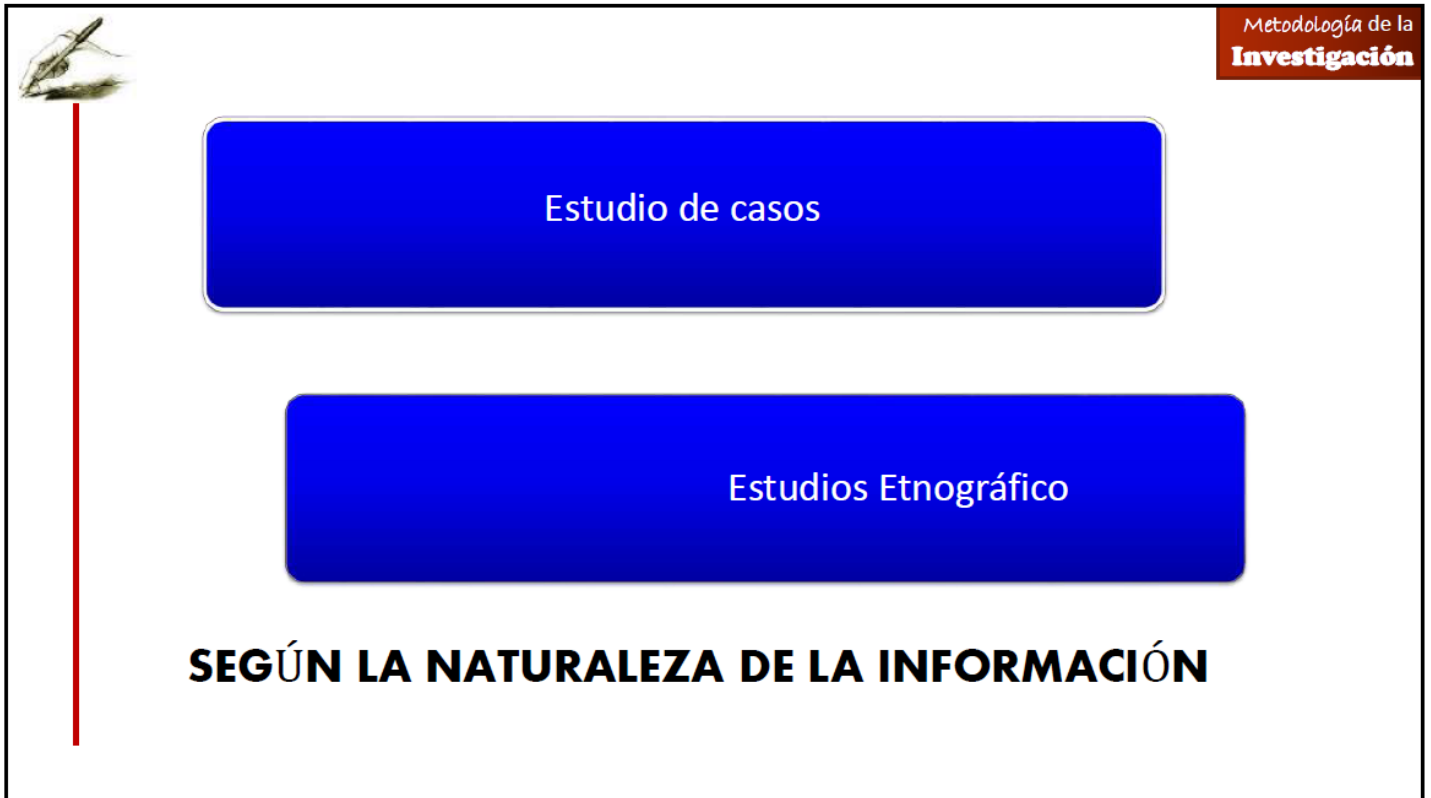 Metodología de la
Investigación
Estudio de casos
Estudios Etnográfico
SEGÚN LA NATURALEZA DE LA INFORMACIÓN